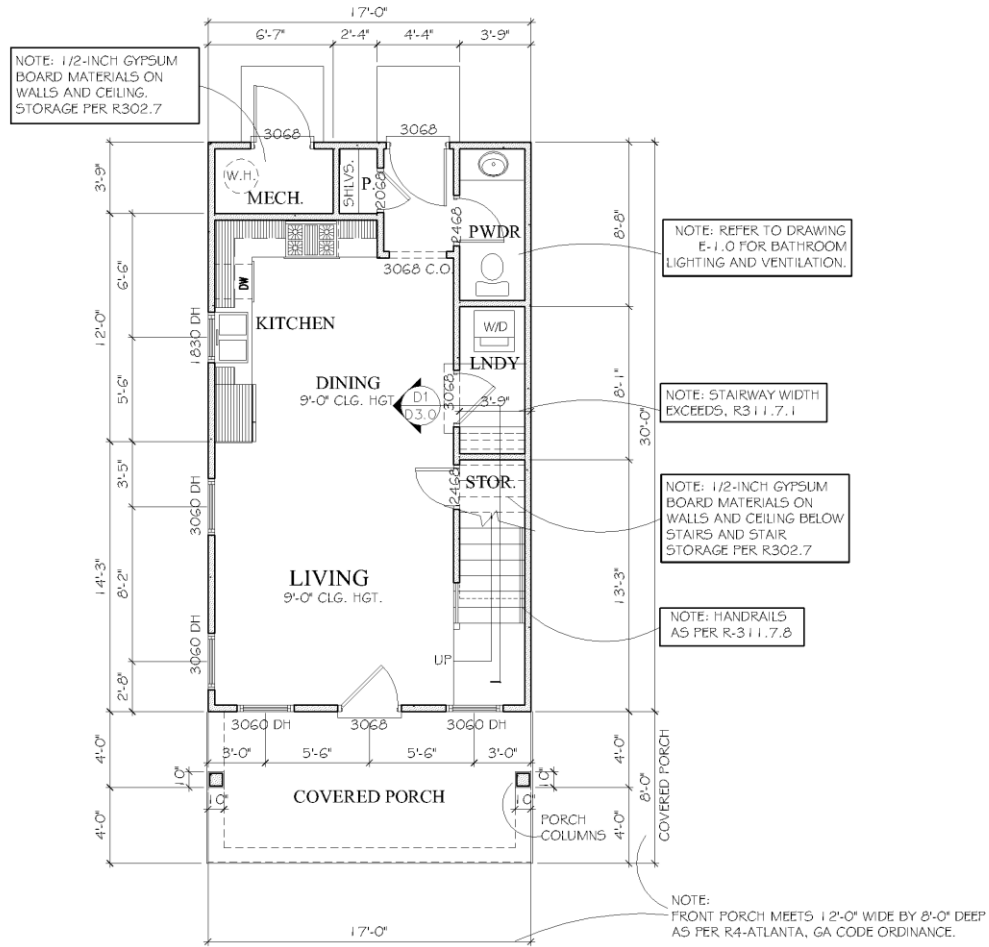 17'-0"
6'-7" 2'-4" 4'-4" 3'-9"
NOTE: 1/2-INCH GYPSUM
BOARD MATERIALS ON
WALLS AND CEILING.
STORAGE PER R302.7
3068 3068
3'-9"
W.H.
MECH.
SHLVS.
P.
2068
2468
PWDR
8'-8"
NOTE: REFER TO DRAWING
E-1.0 FOR BATHROOM
LIGHTING AND VENTILATION.
3068 C.O.
6'-6"
DW
12'-0"
1830 DH
KITCHEN
W/D
LNDY
5'-6"
DINING
9'-0" CLG. HGT.
D1
D3.0
3068
3'-9"
8'-1"
30'-0"
NOTE: STAIRWAY WIDTH
EXCEEDS, R311.7.1
3'-5"
3060 DH
2468
STOR.
NOTE: 1/2-INCH GYPSUM
BOARD MATERIALS ON
WALLS AND CEILING BELOW
STAIRS AND STAIR
STORAGE PER R302.7
14'-3"
8'-2"
LIVING
9'-0" CLG. HGT.
13'-3"
NOTE: HANDRAILS
AS PER R-311.7.8
3060 DH
UP
2'-8"
3060 DH 3068 3060 DH
3'-0" 5'-6" 5'-6" 3'-0"
4'-0"
10"
10"
COVERED PORCH
10"
10"
4'-0"
8'-0"
COVERED PORCH
4'-0"
PORCH
COLUMNS
4'-0"
NOTE:
FRONT PORCH MEETS 12'-0" WIDE BY 8'-0" DEEP
AS PER R4-ATLANTA, GA CODE ORDINANCE.
17'-0"